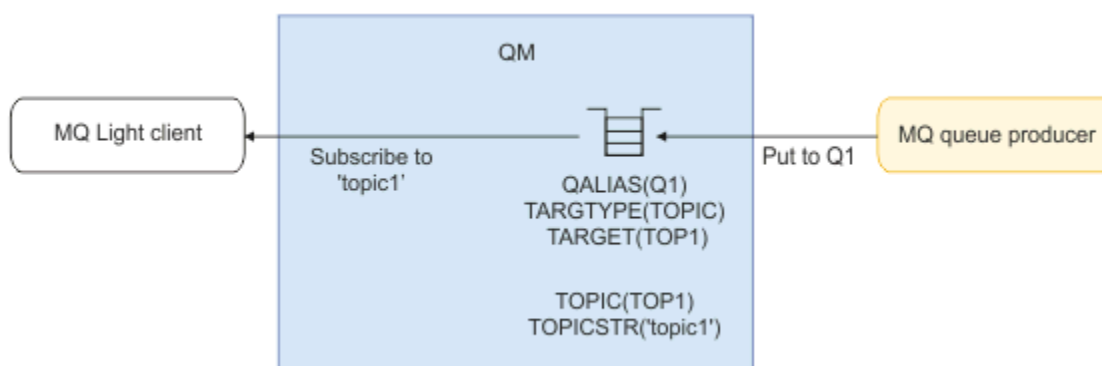 QM
MQ Light client
Subscribe to
'topic1’
Put to Q1
MQ queue producer
QALIAS(Q1)
TARGTYPE(TOPIC)
TARGET(TOP1)
TOPIC(TOP1)
TOPICSTR('topic1')